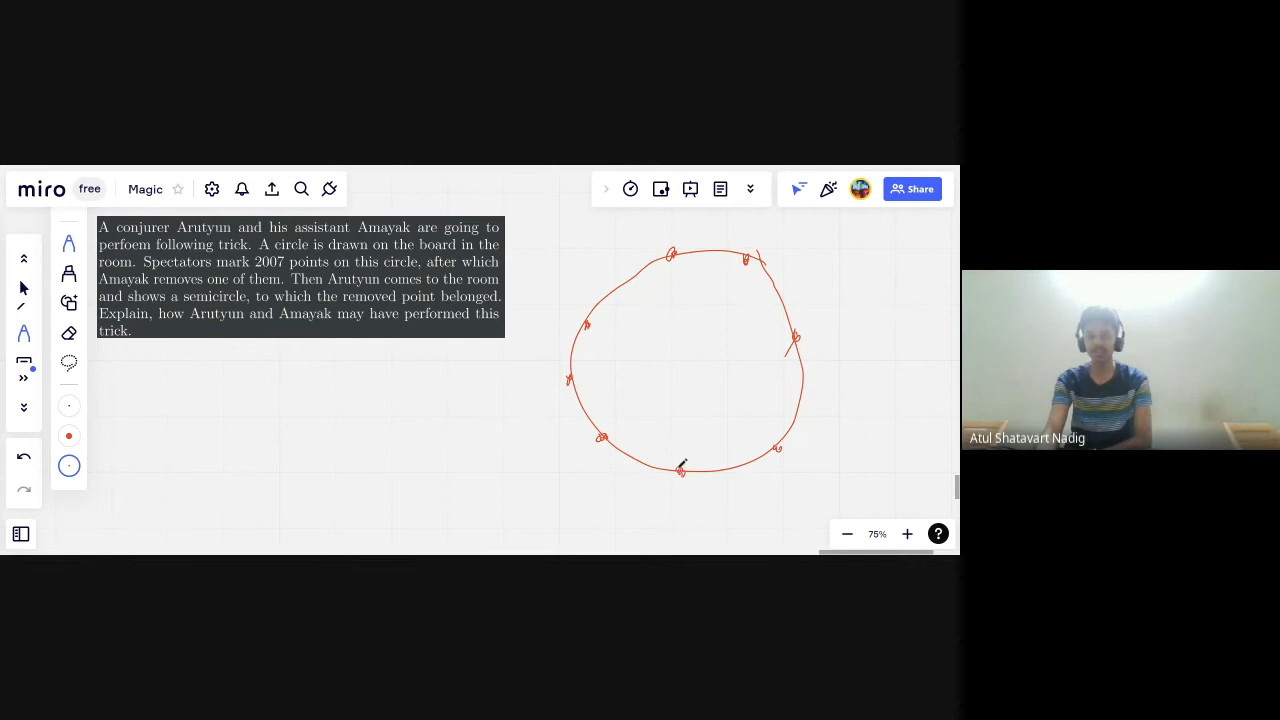 miro free Magic Share
A conjurer Arutyun and his assistant Amayak are going to
perfoem following trick. A circle is drawn on the board in the
room. Spectators mark 2007 points on this circle, after which
Amayak removes one of them. Then Arutyun comes to the room
and shows a semicircle, to which the removed point belonged.
Explain, how Arutyun and Amayak may have performed this
trick.
Atul Shatavart Nadig
75% ?